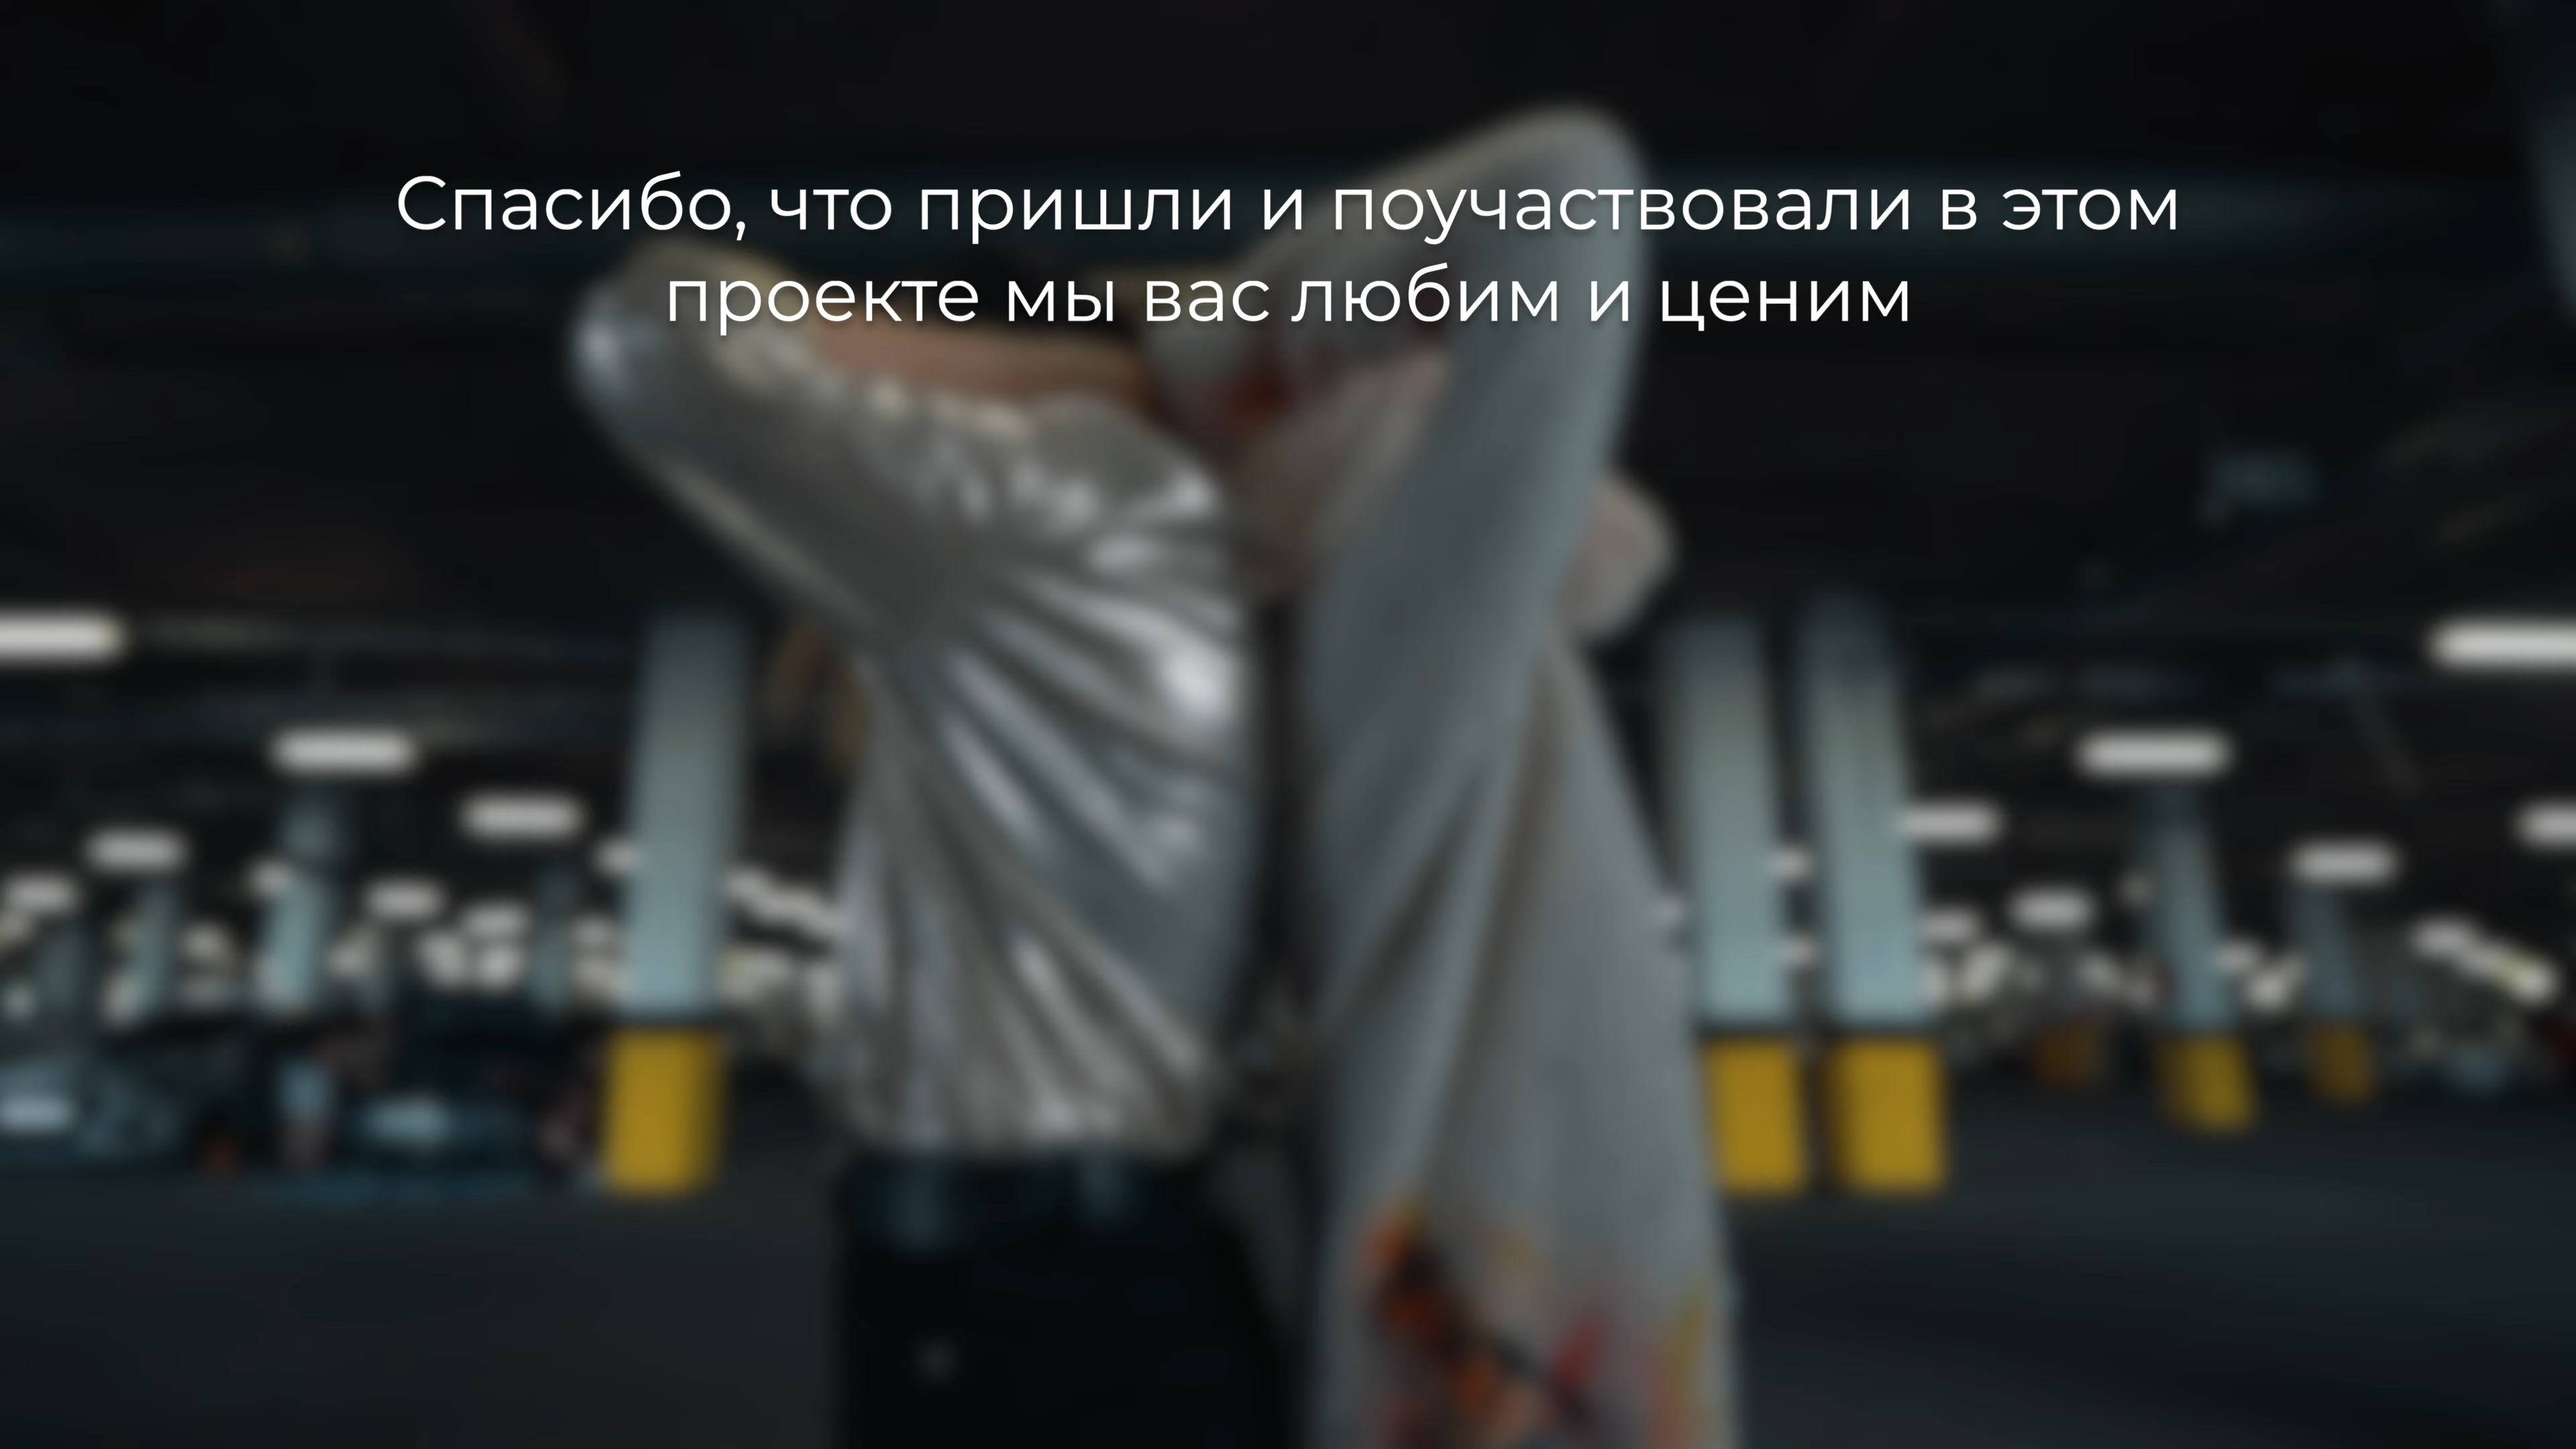 Спасибо, что пришли и поучаствовали в этом
проекте мы вас любим и ценим